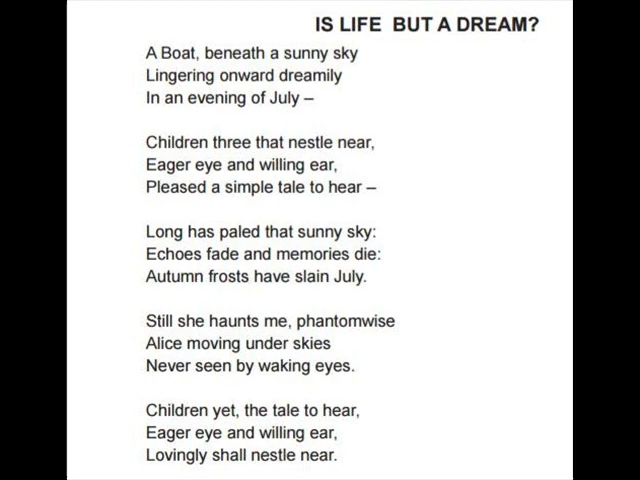 IS LIFE BUT A DREAM?
A Boat, beneath a sunny sky
Lingering onward dreamily
In an evening of July –
Children three that nestle near,
Eager eye and willing ear,
Pleased a simple tale to hear –
Long has paled that sunny sky:
Echoes fade and memories die:
Autumn frosts have slain July.
Still she haunts me, phantomwise
Alice moving under skies
Never seen by waking eyes.
Children yet, the tale to hear,
Eager eye and willing ear,
Lovingly shall nestle near.